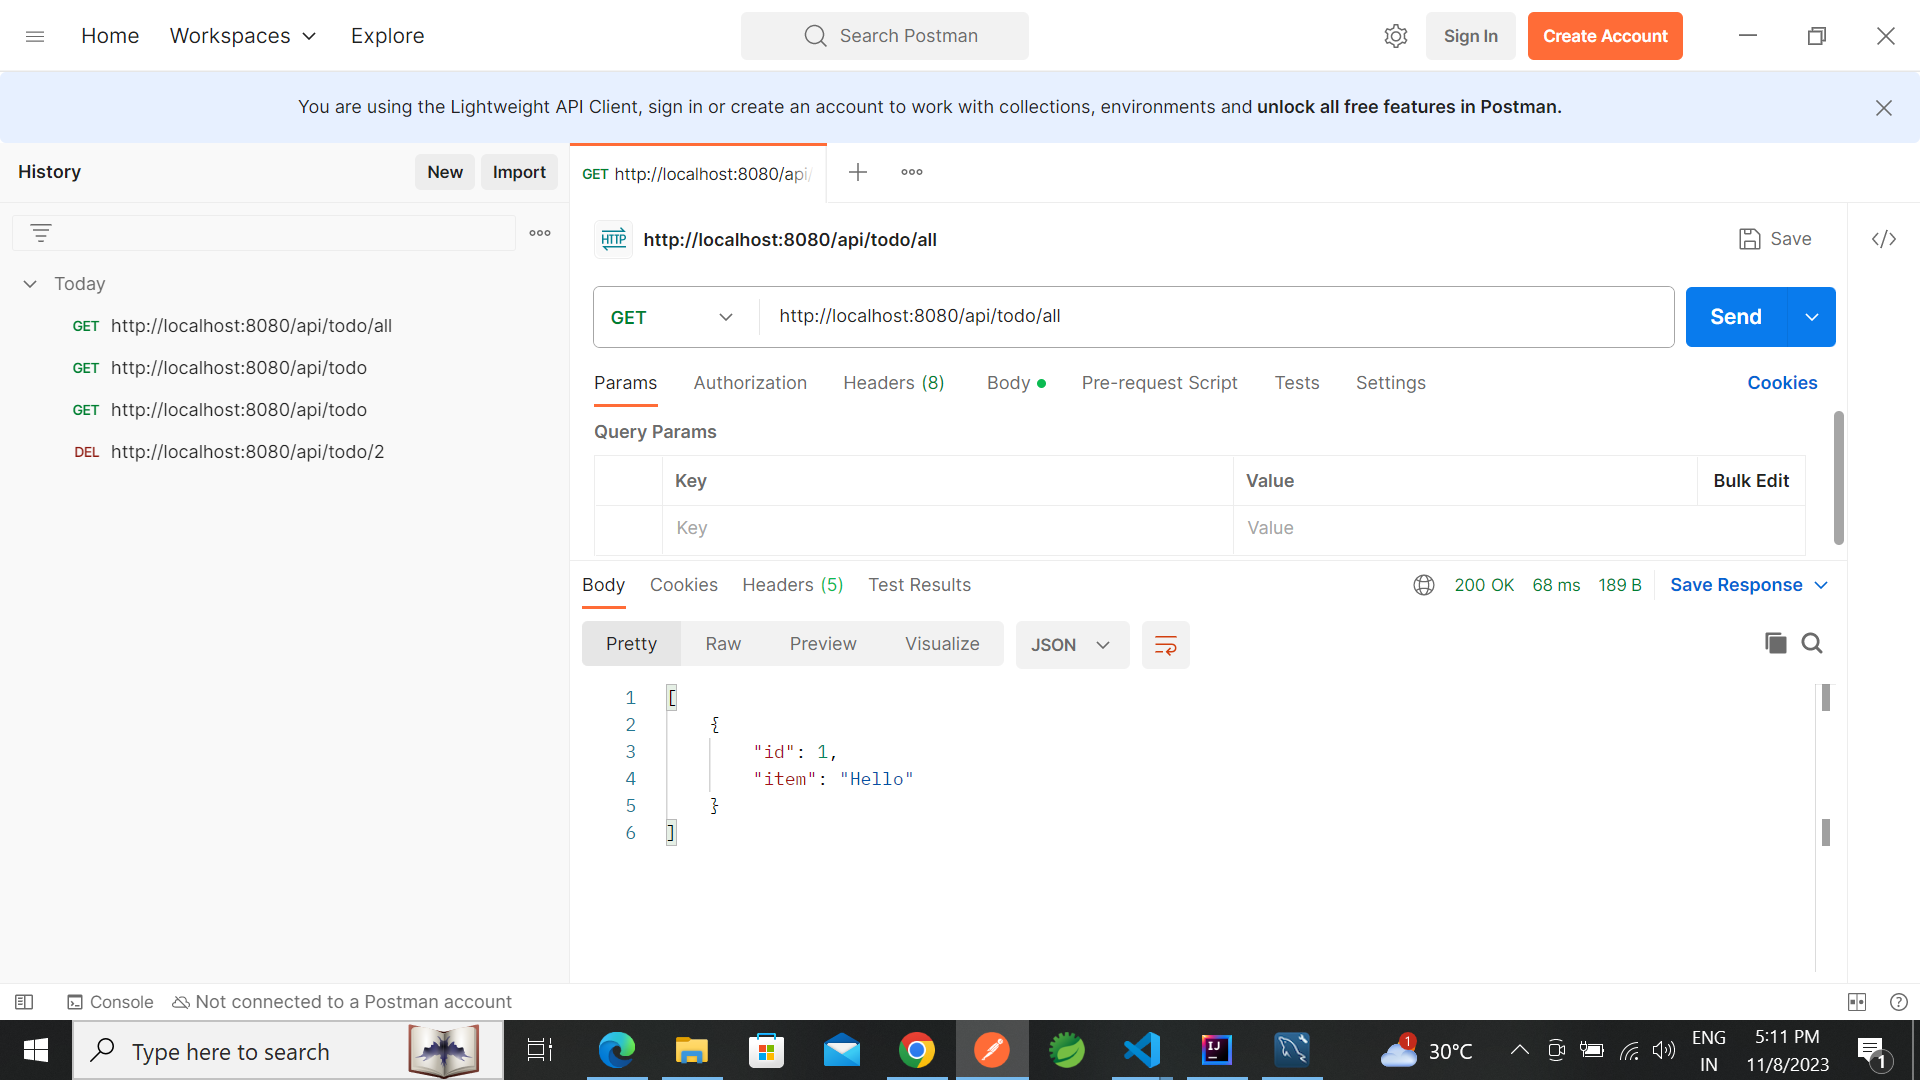 Home Workspaces Explore Search Postman Sign In Create Account
You are using the Lightweight API Client, sign in or create an account to work with collections, environments and unlock all free features in Postman.
History New Import
GET http://localhost:8080/api/
Today
GET http://localhost:8080/api/todo/all
GET http://localhost:8080/api/todo
GET http://localhost:8080/api/todo
DEL http://localhost:8080/api/todo/2
HTTP http://localhost:8080/api/todo/all Save </>
GET http://localhost:8080/api/todo/all Send
Params Authorization Headers (8) Body Pre-request Script Tests Settings Cookies
Query Params
Key Value Bulk Edit
Key Value
Body Cookies Headers (5) Test Results 200 OK 68 ms 189 B Save Response
Pretty Raw Preview Visualize JSON
1 [
2 {
3 "id": 1,
4 "item": "Hello"
5 }
6 ]
Console Not connected to a Postman account
Type here to search
IJ
1 30°C
ENG
IN
5:11 PM
11/8/2023
1